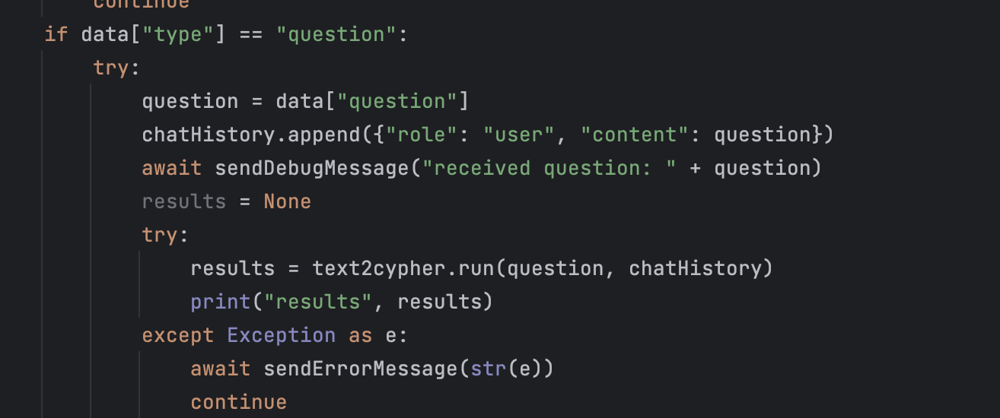 continue
if data["type"] == "question":
try:
question = data["question"]
chatHistory.append({"role": "user", "content": question})
await sendDebugMessage("received question: " + question)
results = None
try:
results = text2cypher.run(question, chatHistory)
print("results", results)
except Exception as e:
await sendErrorMessage(str(e))
continue